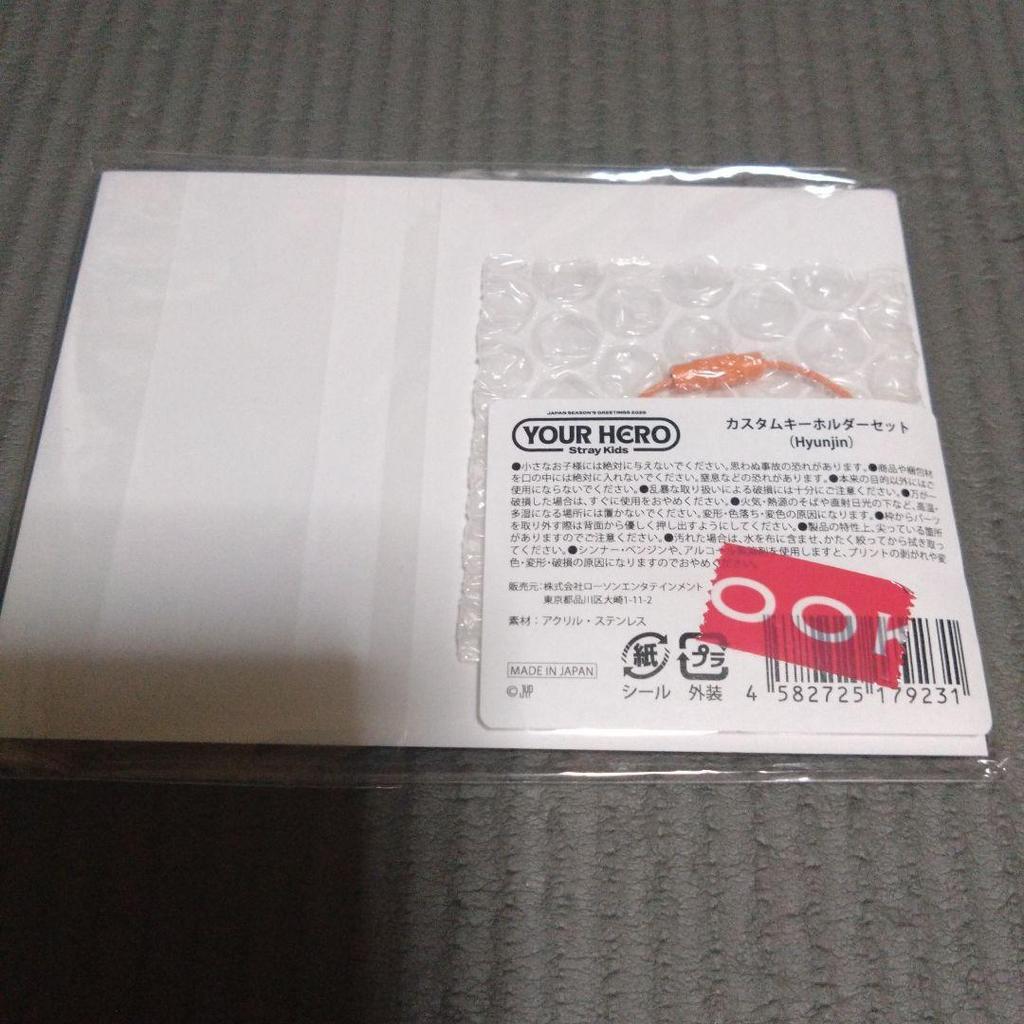 JAPAN SEASON'S GREETINGS 2025
YOUR HERO
Stray Kids
カスタムキーホルダーセット
(Hyunjin)
●小さなお子様には絶対に与えないでください。思わぬ事故の恐れがあります。●商品や梱包材
を口の中には絶対に入れないでください。窒息などの恐れがあります。●本来の目的以外にはご
使用にならないでください。●乱暴な取り扱いによる破損には十分にご注意ください。●万が一
破損した場合は、すぐに使用をおやめください。●火気・熱源のそばや直射日光の下など、高温・
多湿になる場所には置かないでください。変形・色落ち・変色の原因になります。●枠からパーツ
を取り外す際は背面から優しく押し出すようにしてください。●製品の特性上、尖っている箇所
がありますのでご注意ください。●汚れた場合は、水を布に含ませ、かたく絞ってから拭き取っ
てください。●シンナー・ベンジンや、アルコー を使用しますと、プリントの剥がれや変
色・変形・破損の原因になりますのでおやめ
販売元:株式会社ローソンエンタテインメント
東京都品川区大崎1-11-2
素材:アクリル・ステンレス
OOK
MADE IN JAPAN
©JYP
紙
シール
プラ
外装
4 582725 179231